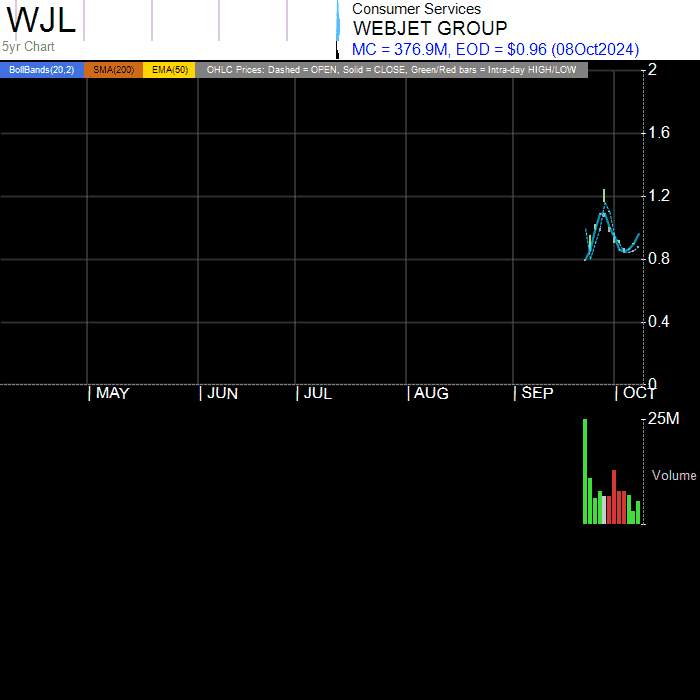 WJL
5yr Chart
Consumer Services
WEBJET GROUP
MC = 376.9M, EOD = $0.96 (08Oct2024)
BollBands(20,2) SMA(200) EMA(50) OHLC Prices: Dashed = OPEN, Solid = CLOSE, Green/Red bars = Intra-day HIGH/LOW
2
1.6
1.2
0.8
0.4
0
| MAY | JUN | JUL | AUG | SEP | OCT
25M
Volume